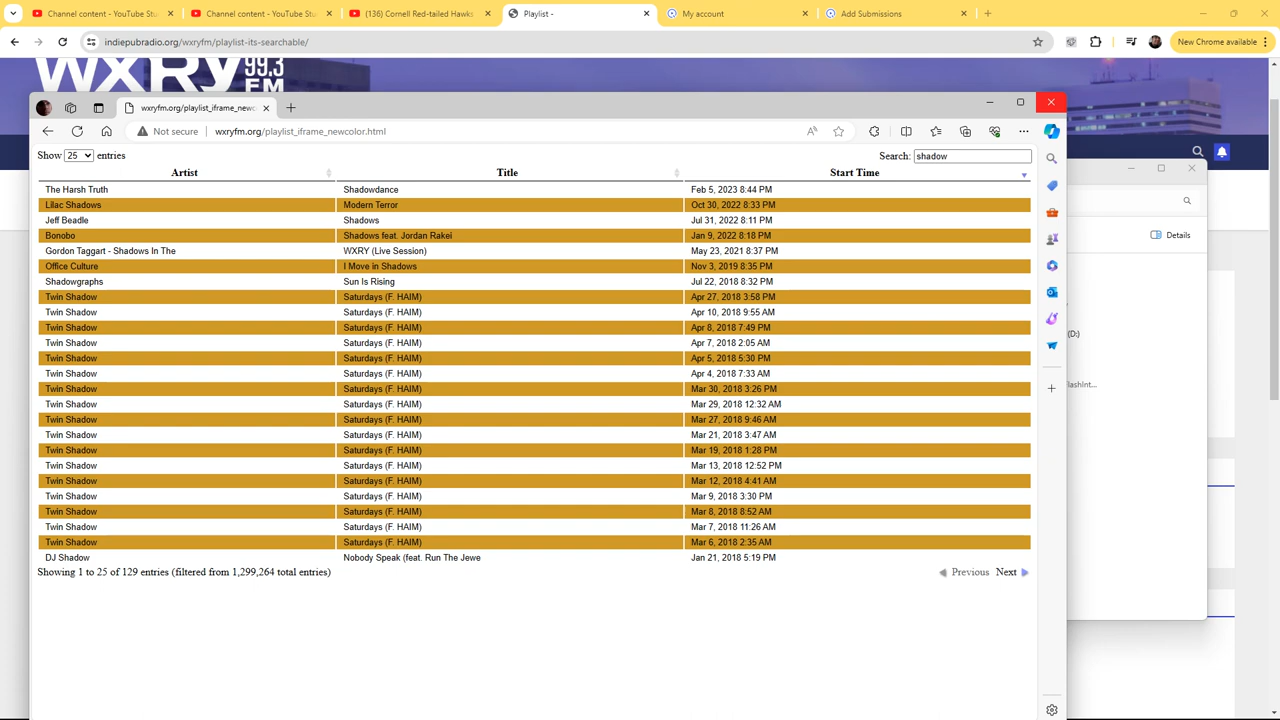 Channel content - YouTube Stu
Channel content - YouTube Stu
(136) Cornell Red-tailed Hawks
Playlist -
My account
Add Submissions
indiepubradio.org/wxryfm/playlist-its-searchable/
New Chrome available
WXRY 99.3 FM
wxryfm.org/playlist_iframe_newco
Not secure
wxryfm.org/playlist_iframe_newcolor.html
Show 25 entries
Search: shadow
Artist Title Start Time
The Harsh Truth Shadowdance Feb 5, 2023 8:44 PM
Lilac Shadows Modern Terror Oct 30, 2022 8:33 PM
Jeff Beadle Shadows Jul 31, 2022 8:11 PM
Bonobo Shadows feat. Jordan Rakei Jan 9, 2022 8:18 PM
Gordon Taggart - Shadows In The WXRY (Live Session) May 23, 2021 8:37 PM
Office Culture I Move in Shadows Nov 3, 2019 8:35 PM
Shadowgraphs Sun Is Rising Jul 22, 2018 8:32 PM
Twin Shadow Saturdays (F. HAIM) Apr 27, 2018 3:58 PM
Twin Shadow Saturdays (F. HAIM) Apr 10, 2018 9:55 AM
Twin Shadow Saturdays (F. HAIM) Apr 8, 2018 7:49 PM
Twin Shadow Saturdays (F. HAIM) Apr 7, 2018 2:05 AM
Twin Shadow Saturdays (F. HAIM) Apr 5, 2018 5:30 PM
Twin Shadow Saturdays (F. HAIM) Apr 4, 2018 7:33 AM
Twin Shadow Saturdays (F. HAIM) Mar 30, 2018 3:26 PM
Twin Shadow Saturdays (F. HAIM) Mar 29, 2018 12:32 AM
Twin Shadow Saturdays (F. HAIM) Mar 27, 2018 9:46 AM
Twin Shadow Saturdays (F. HAIM) Mar 21, 2018 3:47 AM
Twin Shadow Saturdays (F. HAIM) Mar 19, 2018 1:28 PM
Twin Shadow Saturdays (F. HAIM) Mar 13, 2018 12:52 PM
Twin Shadow Saturdays (F. HAIM) Mar 12, 2018 4:41 AM
Twin Shadow Saturdays (F. HAIM) Mar 9, 2018 3:30 PM
Twin Shadow Saturdays (F. HAIM) Mar 8, 2018 8:52 AM
Twin Shadow Saturdays (F. HAIM) Mar 7, 2018 11:26 AM
Twin Shadow Saturdays (F. HAIM) Mar 6, 2018 2:35 AM
DJ Shadow Nobody Speak (feat. Run The Jewe Jan 21, 2018 5:19 PM
Showing 1 to 25 of 129 entries (filtered from 1,299,264 total entries)
Previous Next
Details
(D:)
FlashInt...